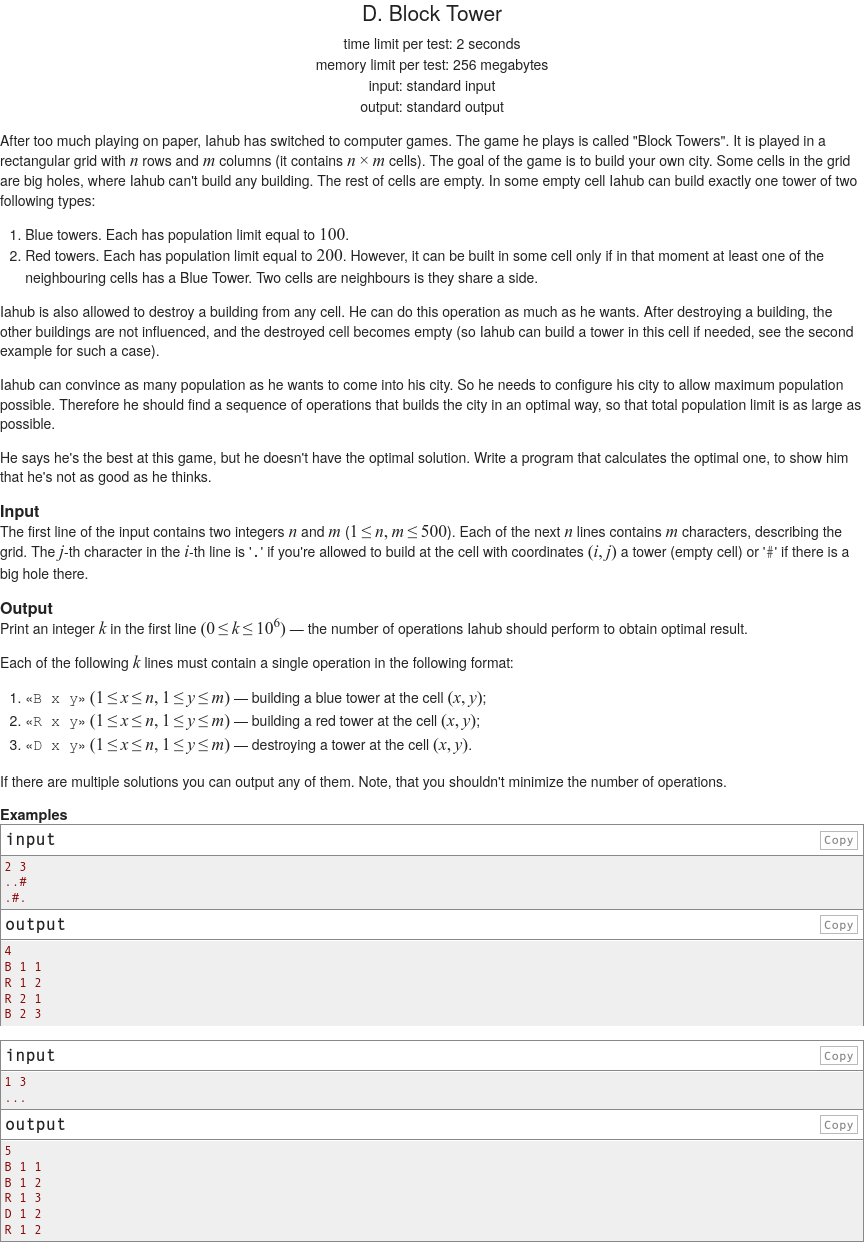 D. Block Tower
time limit per test: 2 seconds
memory limit per test: 256 megabytes
input: standard input
output: standard output
After too much playing on paper, Iahub has switched to computer games. The game he plays is called "Block Towers". It is played in a
rectangular grid with n rows and m columns (it contains n × m cells). The goal of the game is to build your own city. Some cells in the grid
are big holes, where Iahub can't build any building. The rest of cells are empty. In some empty cell Iahub can build exactly one tower of two
following types:
1. Blue towers. Each has population limit equal to 100.
2. Red towers. Each has population limit equal to 200. However, it can be built in some cell only if in that moment at least one of the
neighbouring cells has a Blue Tower. Two cells are neighbours is they share a side.
Iahub is also allowed to destroy a building from any cell. He can do this operation as much as he wants. After destroying a building, the
other buildings are not influenced, and the destroyed cell becomes empty (so Iahub can build a tower in this cell if needed, see the second
example for such a case).
Iahub can convince as many population as he wants to come into his city. So he needs to configure his city to allow maximum population
possible. Therefore he should find a sequence of operations that builds the city in an optimal way, so that total population limit is as large as
possible.
He says he's the best at this game, but he doesn't have the optimal solution. Write a program that calculates the optimal one, to show him
that he's not as good as he thinks.
Input
The first line of the input contains two integers n and m (1 ≤ n, m ≤ 500). Each of the next n lines contains m characters, describing the
grid. The j-th character in the i-th line is '.' if you're allowed to build at the cell with coordinates (i, j) a tower (empty cell) or '#' if there is a
big hole there.
Output
Print an integer k in the first line (0 ≤ k ≤ 10⁶) — the number of operations Iahub should perform to obtain optimal result.
Each of the following k lines must contain a single operation in the following format:
1. «B x y» (1 ≤ x ≤ n, 1 ≤ y ≤ m) — building a blue tower at the cell (x, y);
2. «R x y» (1 ≤ x ≤ n, 1 ≤ y ≤ m) — building a red tower at the cell (x, y);
3. «D x y» (1 ≤ x ≤ n, 1 ≤ y ≤ m) — destroying a tower at the cell (x, y).
If there are multiple solutions you can output any of them. Note, that you shouldn't minimize the number of operations.
Examples
input Copy
2 3
..#
.#.
output Copy
4
B 1 1
R 1 2
R 2 1
B 2 3
input Copy
1 3
...
output Copy
5
B 1 1
B 1 2
R 1 3
D 1 2
R 1 2